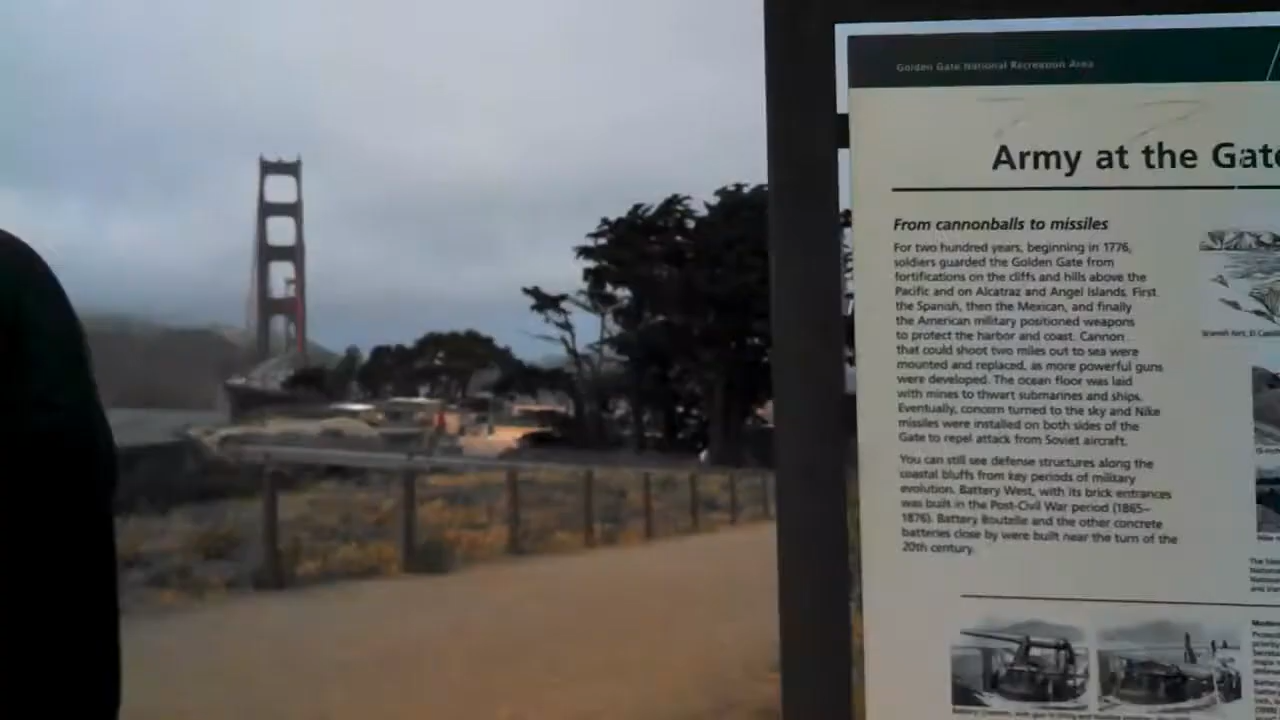 Golden Gate National Recreation Area
Army at the Gate
From cannonballs to missiles
For two hundred years, beginning in 1776,
soldiers guarded the Golden Gate from
fortifications on the cliffs and hills above the
Pacific and on Alcatraz and Angel Islands. First
the Spanish, then the Mexican, and finally
the American military positioned weapons
to protect the harbor and coast. Cannon
that could shoot two miles out to sea were
mounted and replaced, as more powerful guns
were developed. The ocean floor was laid
with mines to thwart submarines and ships.
Eventually, concern turned to the sky and Nike
missiles were installed on both sides of the
Gate to repel attack from Soviet aircraft.
You can still see defense structures along the
coastal bluffs from key periods of military
evolution. Battery West, with its brick entrances
was built in the Post-Civil War period (1865–
1876). Battery Boutelle and the other concrete
batteries close by were built near the turn of the
20th century.